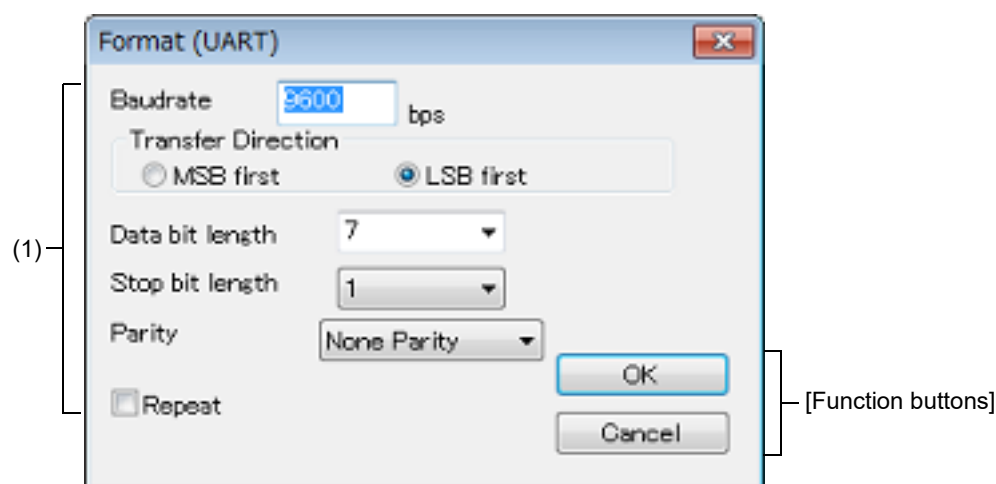 Format (UART)
Baudrate 9600 bps
Transfer Direction
MSB first LSB first
(1)
Data bit length 7
Stop bit length 1
Parity None Parity
OK
[Function buttons]
Repeat
Cancel